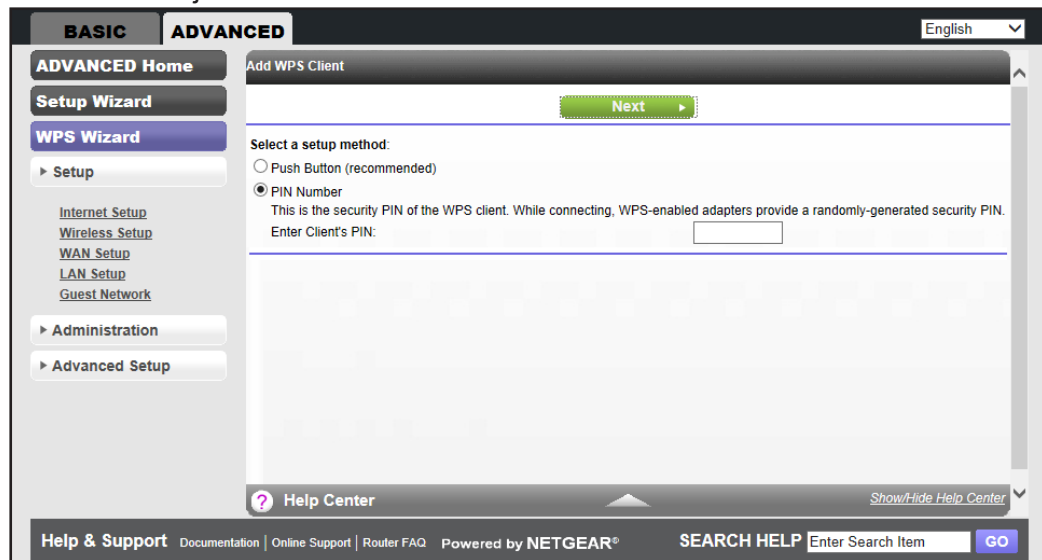 BASIC ADVANCED English
ADVANCED Home
Setup Wizard
WPS Wizard
Setup
Internet Setup
Wireless Setup
WAN Setup
LAN Setup
Guest Network
Administration
Advanced Setup
Add WPS Client
Next
Select a setup method:
Push Button (recommended)
PIN Number
This is the security PIN of the WPS client. While connecting, WPS-enabled adapters provide a randomly-generated security PIN.
Enter Client's PIN:
? Help Center Show/Hide Help Center
Help & Support Documentation | Online Support | Router FAQ Powered by NETGEAR® SEARCH HELP Enter Search Item GO